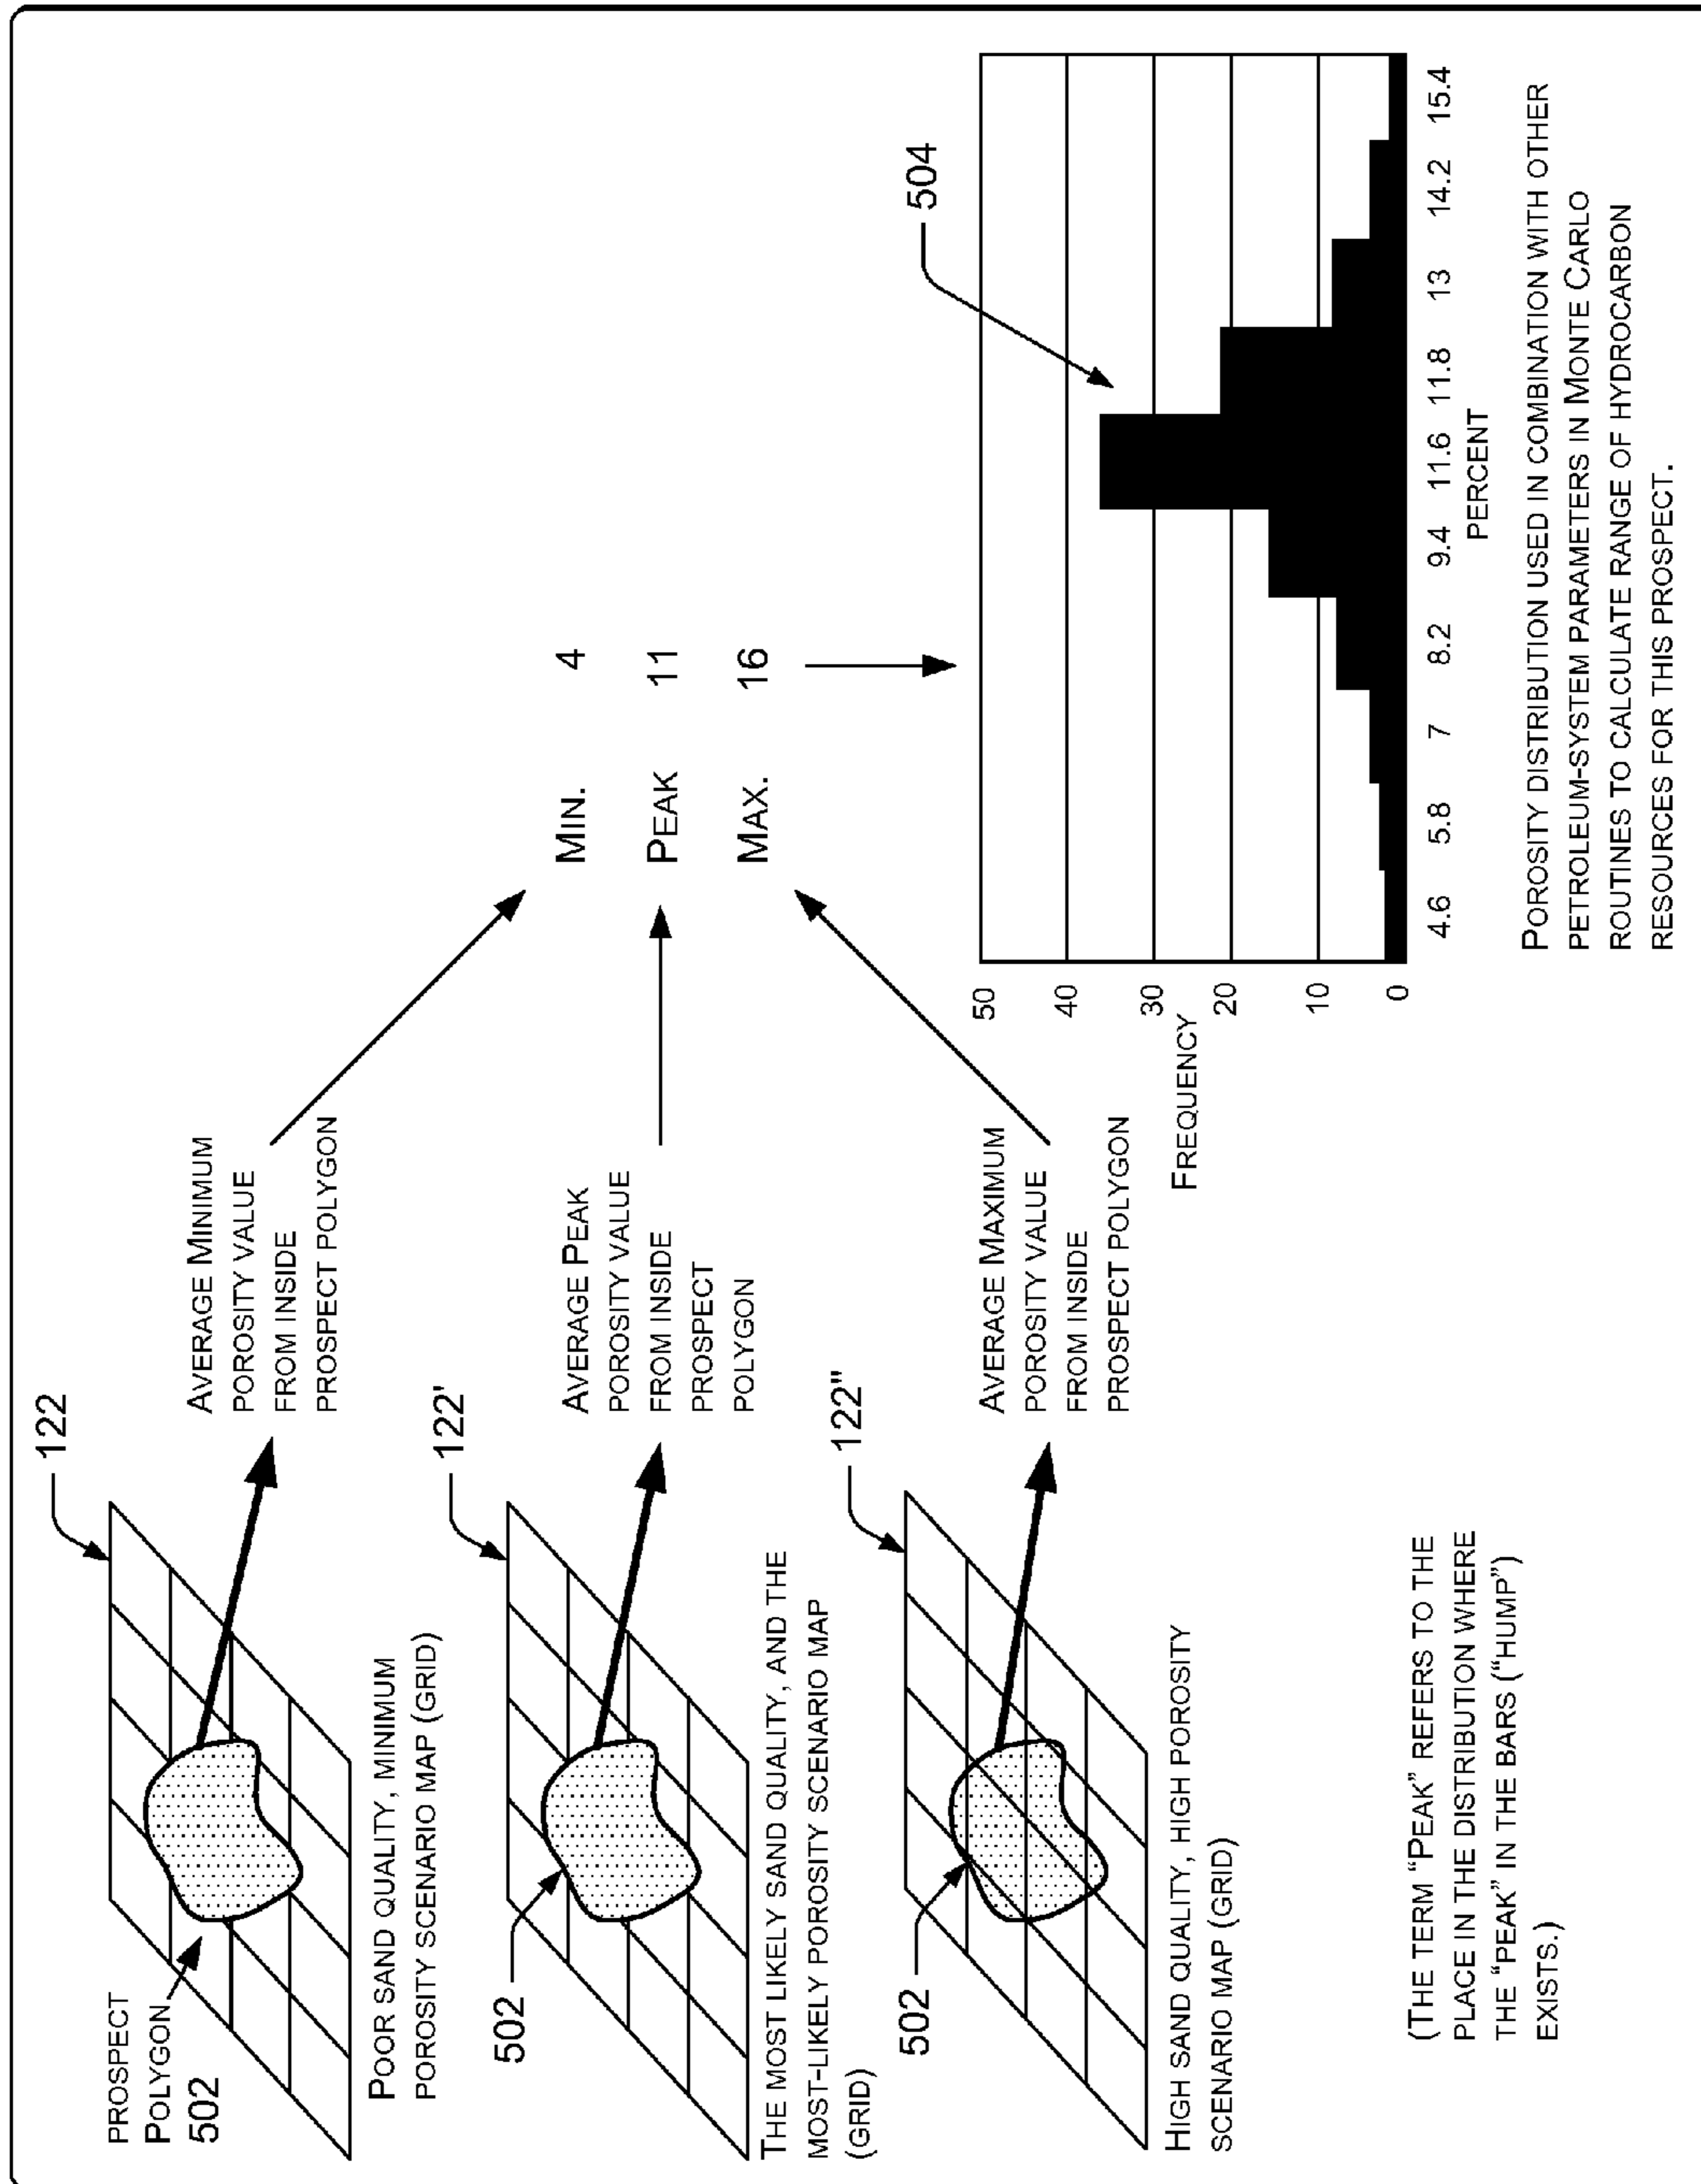 122
PROSPECT
POLYGON
502
POOR SAND QUALITY, MINIMUM
POROSITY SCENARIO MAP (GRID)
AVERAGE MINIMUM
POROSITY VALUE
FROM INSIDE
PROSPECT POLYGON
122'
502
THE MOST LIKELY SAND QUALITY, AND THE
MOST-LIKELY POROSITY SCENARIO MAP
(GRID)
AVERAGE PEAK
POROSITY VALUE
FROM INSIDE
PROSPECT
POLYGON
122"
502
HIGH SAND QUALITY, HIGH POROSITY
SCENARIO MAP (GRID)
AVERAGE MAXIMUM
POROSITY VALUE
FROM INSIDE
PROSPECT POLYGON
MIN. 4
PEAK 11
MAX. 16
504
FREQUENCY
50
40
30
20
10
0
4.6 5.8 7 8.2 9.4 11.6 11.8 13 14.2 15.4
PERCENT
POROSITY DISTRIBUTION USED IN COMBINATION WITH OTHER
PETROLEUM-SYSTEM PARAMETERS IN MONTE CARLO
ROUTINES TO CALCULATE RANGE OF HYDROCARBON
RESOURCES FOR THIS PROSPECT.
(THE TERM “PEAK” REFERS TO THE
PLACE IN THE DISTRIBUTION WHERE
THE “PEAK” IN THE BARS (“HUMP”)
EXISTS.)